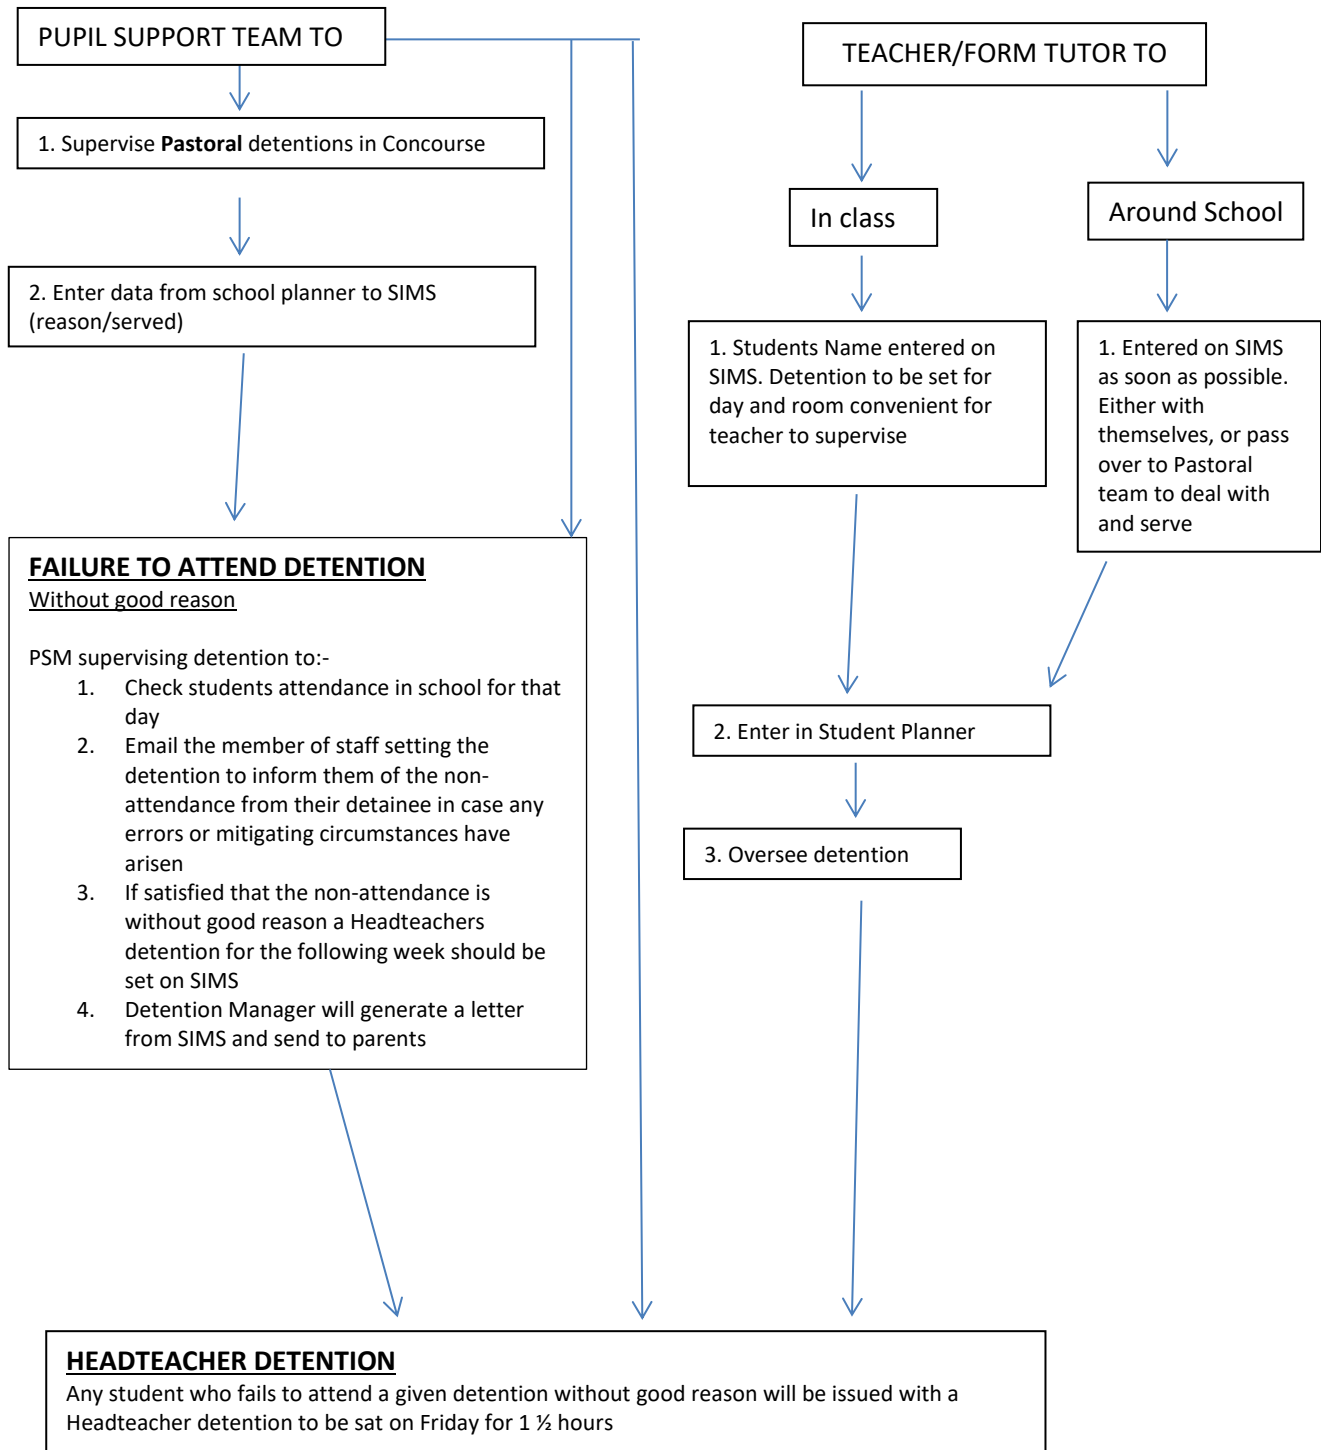 PUPIL SUPPORT TEAM TO
1. Supervise Pastoral detentions in Concourse
2. Enter data from school planner to SIMS
(reason/served)
FAILURE TO ATTEND DETENTION
Without good reason
PSM supervising detention to:-
1. Check students attendance in school for that
day
2. Email the member of staff setting the
detention to inform them of the non-
attendance from their detainee in case any
errors or mitigating circumstances have
arisen
3. If satisfied that the non-attendance is
without good reason a Headteachers
detention for the following week should be
set on SIMS
4. Detention Manager will generate a letter
from SIMS and send to parents
TEACHER/FORM TUTOR TO
In class
1. Students Name entered on
SIMS. Detention to be set for
day and room convenient for
teacher to supervise
Around School
1. Entered on SIMS
as soon as possible.
Either with
themselves, or pass
over to Pastoral
team to deal with
and serve
2. Enter in Student Planner
3. Oversee detention
HEADTEACHER DETENTION
Any student who fails to attend a given detention without good reason will be issued with a
Headteacher detention to be sat on Friday for 1 ½ hours